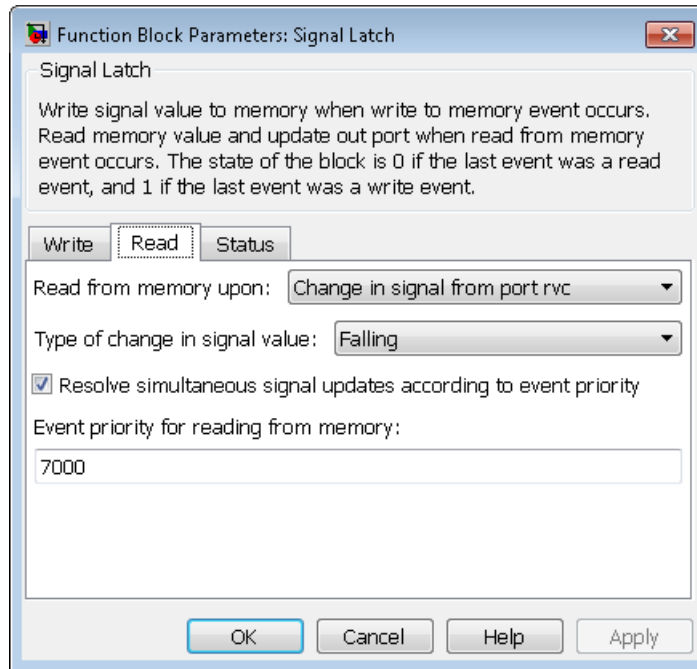 Function Block Parameters: Signal Latch
Signal Latch
Write signal value to memory when write to memory event occurs.
Read memory value and update out port when read from memory
event occurs. The state of the block is 0 if the last event was a read
event, and 1 if the last event was a write event.
Write Read Status
Read from memory upon: Change in signal from port rvc
Type of change in signal value: Falling
Resolve simultaneous signal updates according to event priority
Event priority for reading from memory:
7000
OK Cancel Help Apply